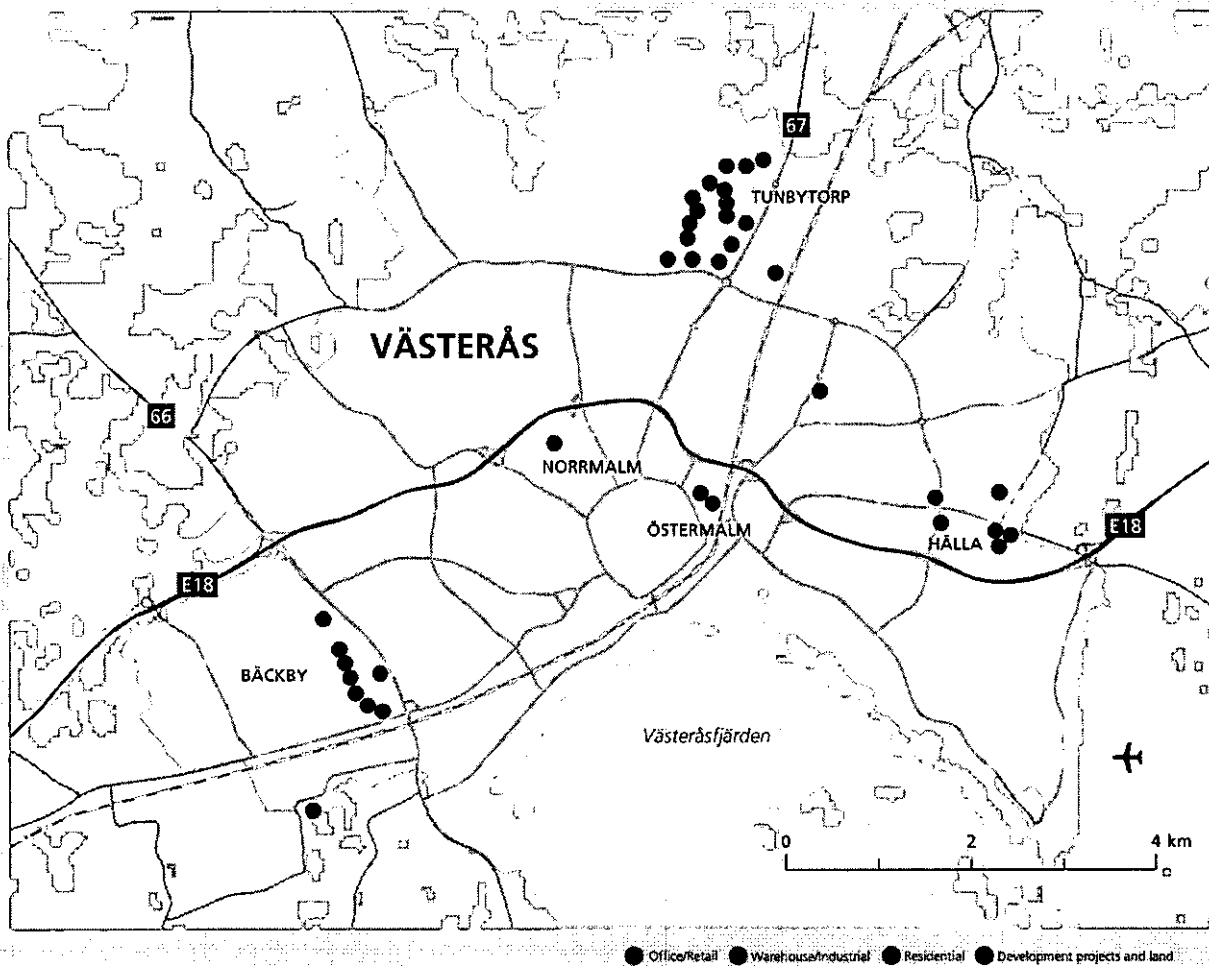 67
TUNBYTORP
VÄSTERÅS
66
NORRMALM
ÖSTERMALM
HÄLLA
E18
E18
BÄCKBY
Västeråsfjärden
0 2 4 km
Office/Retail Warehouse/Industrial Residential Development projects and land